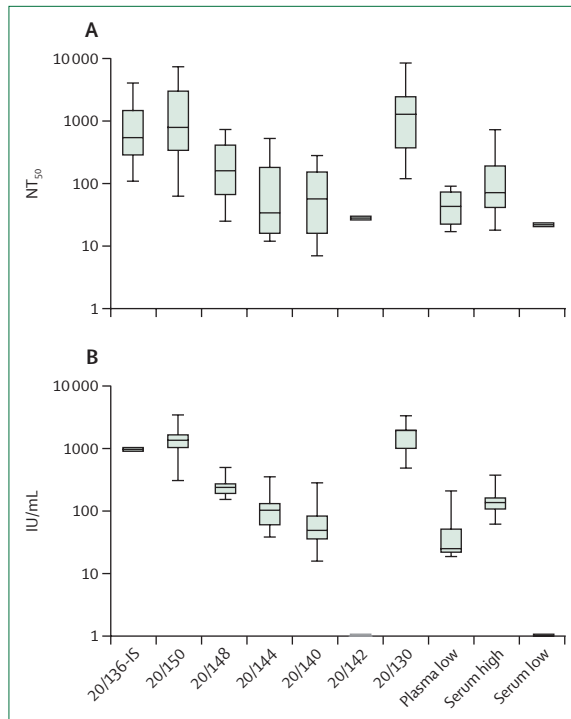 A
10 000
1000
100
10
1
NT50
B
10 000
1000
100
10
1
IU/mL
20/136-IS
20/150
20/148
20/144
20/140
20/142
20/130
Plasma low
Serum high
Serum low